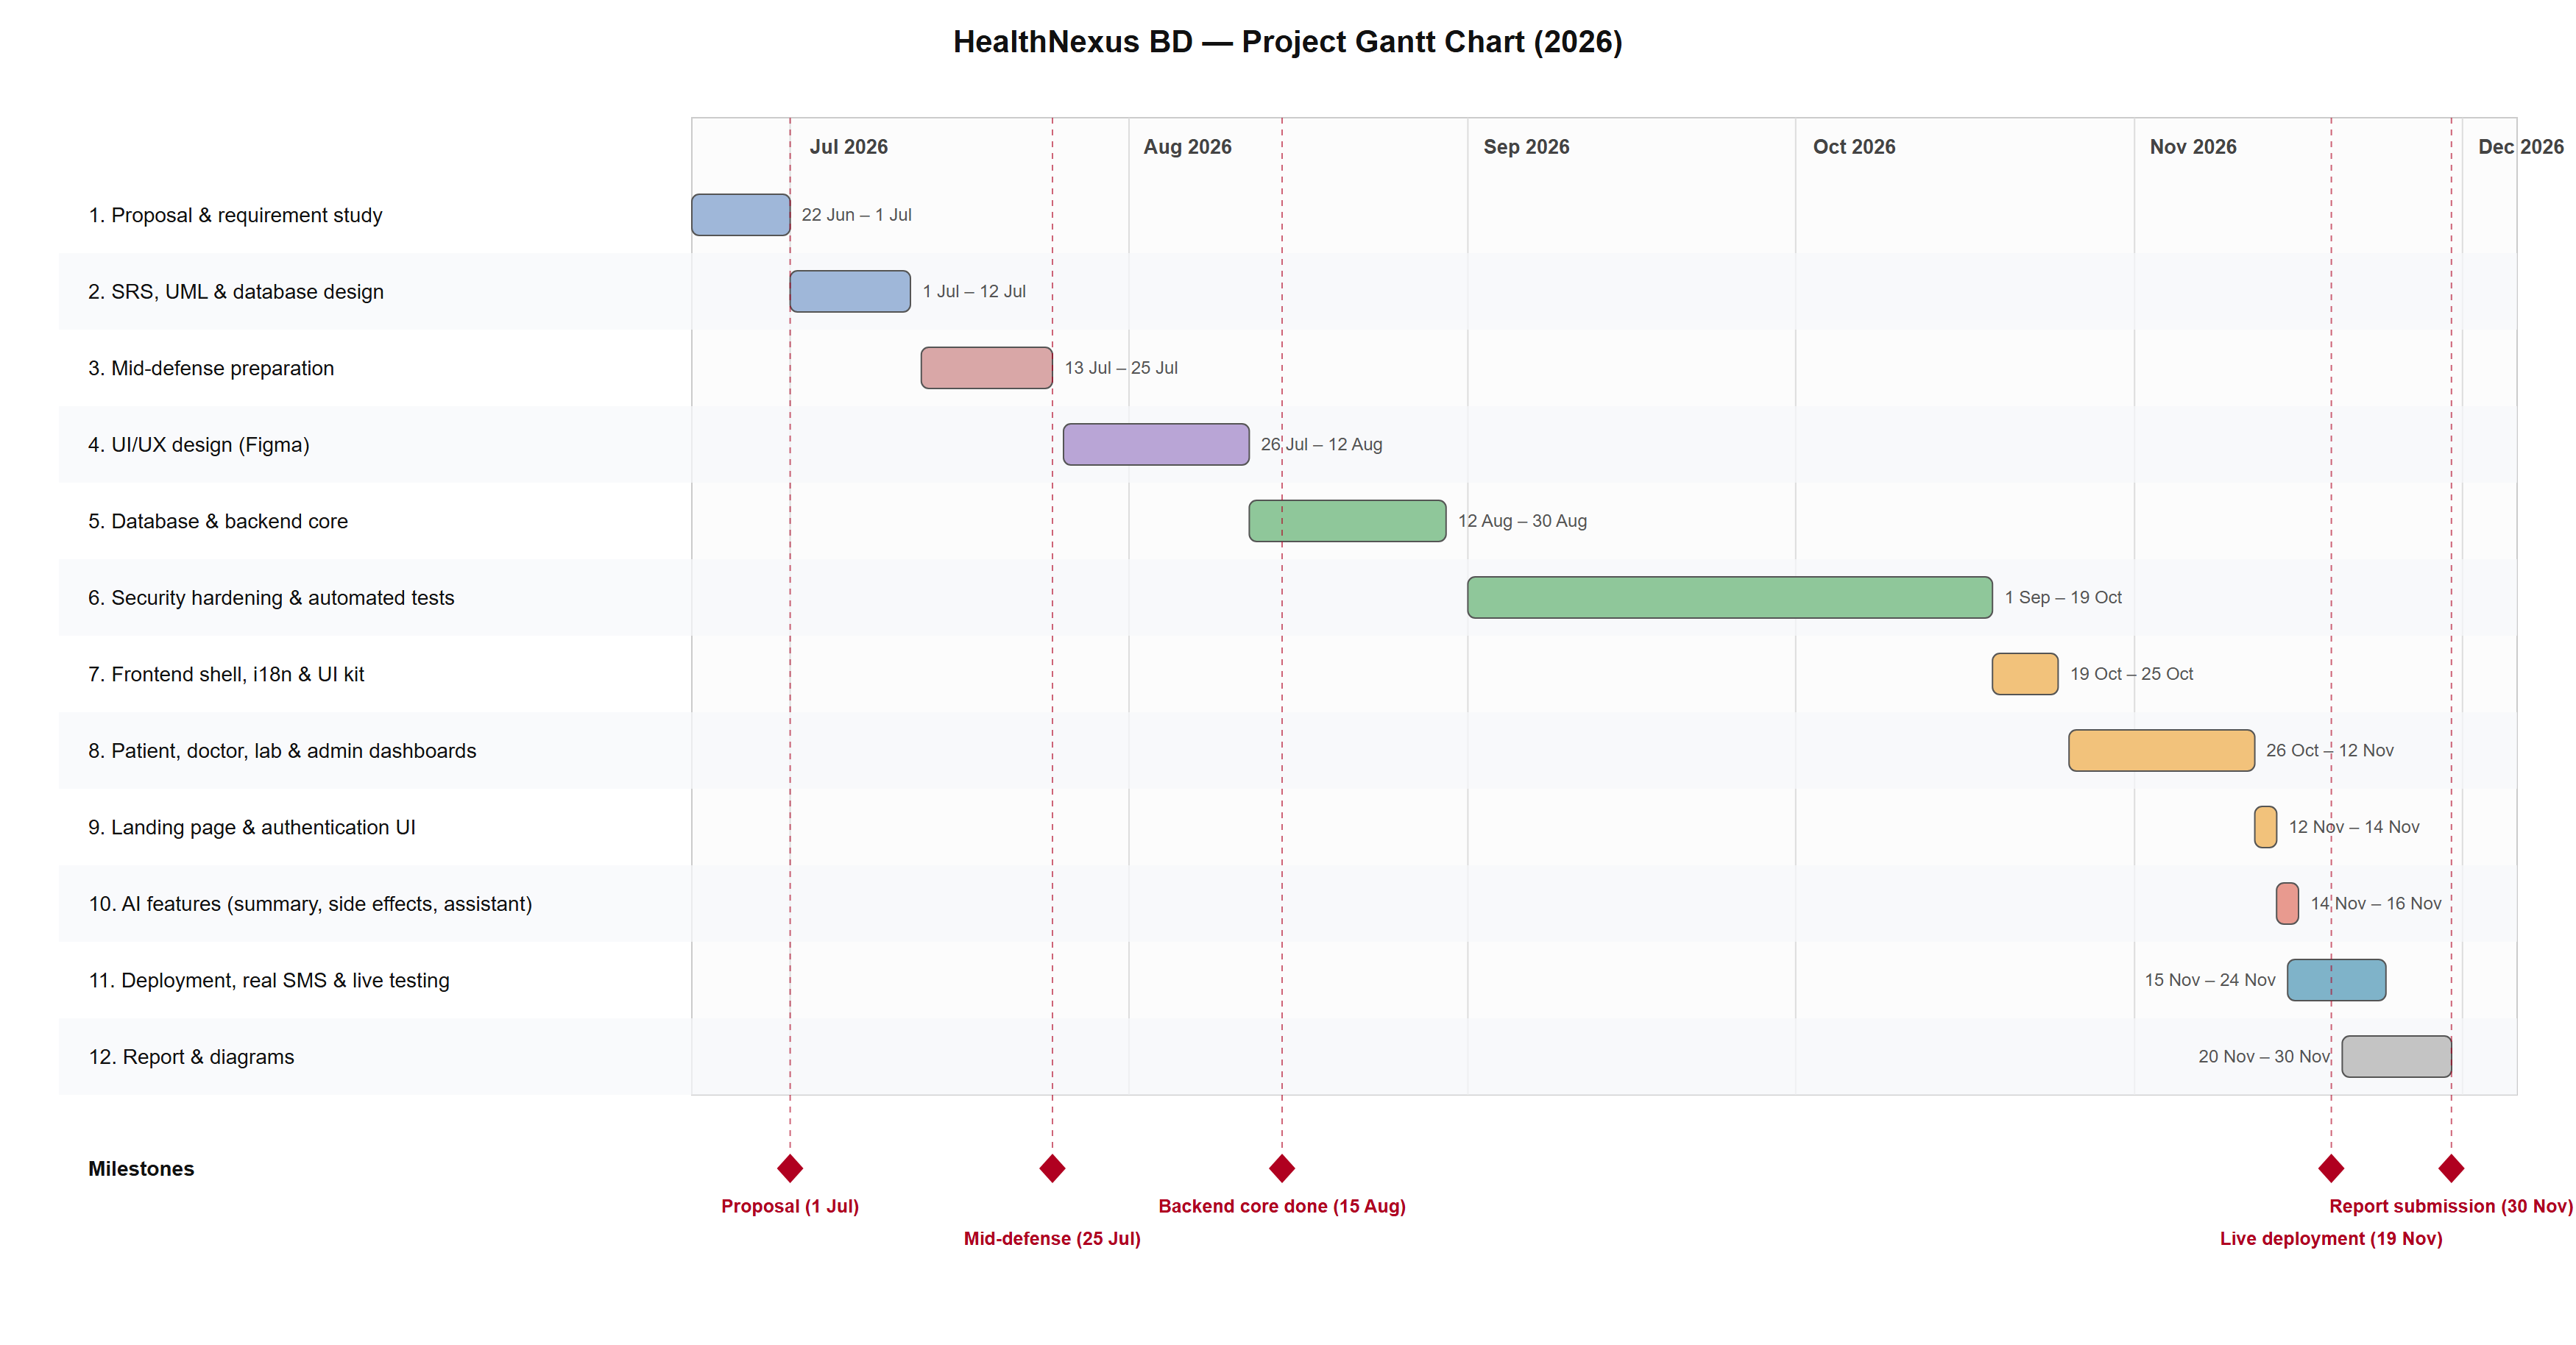 HealthNexus BD — Project Gantt Chart (2026)
Jul 2026 Aug 2026 Sep 2026 Oct 2026 Nov 2026 Dec 2026
1. Proposal & requirement study 22 Jun – 1 Jul
2. SRS, UML & database design 1 Jul – 12 Jul
3. Mid-defense preparation 13 Jul – 25 Jul
4. UI/UX design (Figma) 26 Jul – 12 Aug
5. Database & backend core 12 Aug – 30 Aug
6. Security hardening & automated tests 1 Sep – 19 Oct
7. Frontend shell, i18n & UI kit 19 Oct – 25 Oct
8. Patient, doctor, lab & admin dashboards 26 Oct – 12 Nov
9. Landing page & authentication UI 12 Nov – 14 Nov
10. AI features (summary, side effects, assistant) 14 Nov – 16 Nov
11. Deployment, real SMS & live testing 15 Nov – 24 Nov
12. Report & diagrams 20 Nov – 30 Nov
Milestones
Proposal (1 Jul) Backend core done (15 Aug) Report submission (30 Nov)
Mid-defense (25 Jul) Live deployment (19 Nov)